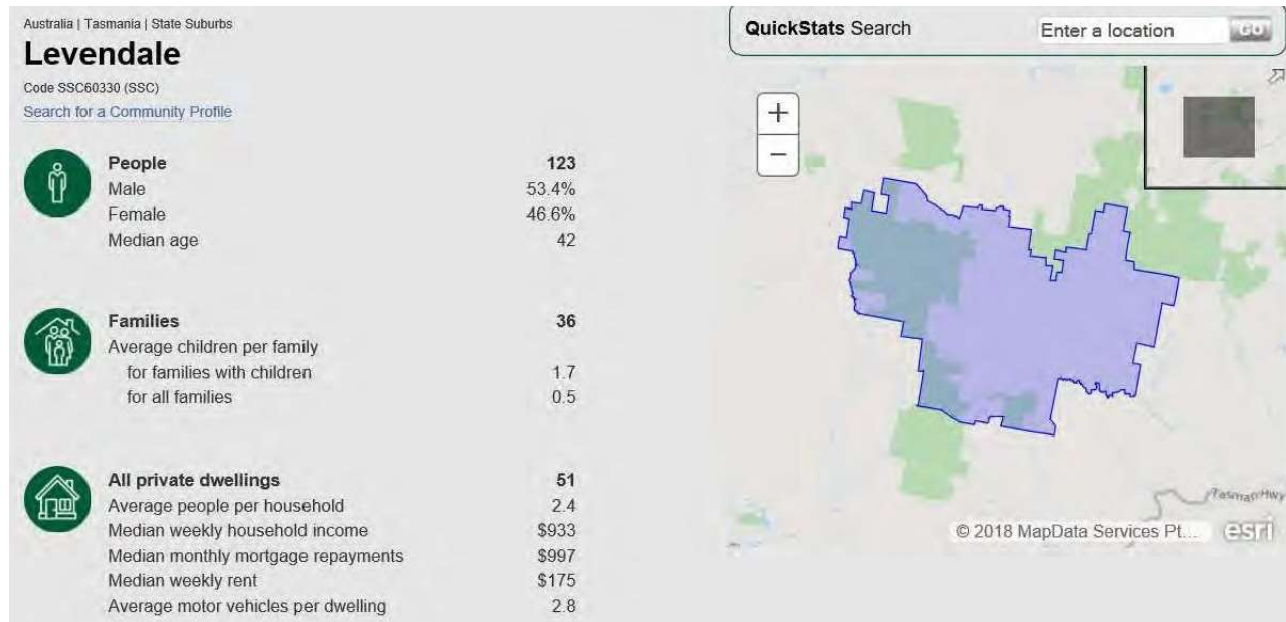 Australia | Tasmania | State Suburbs
Levendale
Code SSC60330 (SSC)
Search for a Community Profile
People 123
Male 53.4%
Female 46.6%
Median age 42
Families 36
Average children per family
for families with children 1.7
for all families 0.5
All private dwellings 51
Average people per household 2.4
Median weekly household income $933
Median monthly mortgage repayments $997
Median weekly rent $175
Average motor vehicles per dwelling 2.8
QuickStats Search Enter a location GO
+
−
Tasman Hwy
© 2018 MapData Services Pt... esri